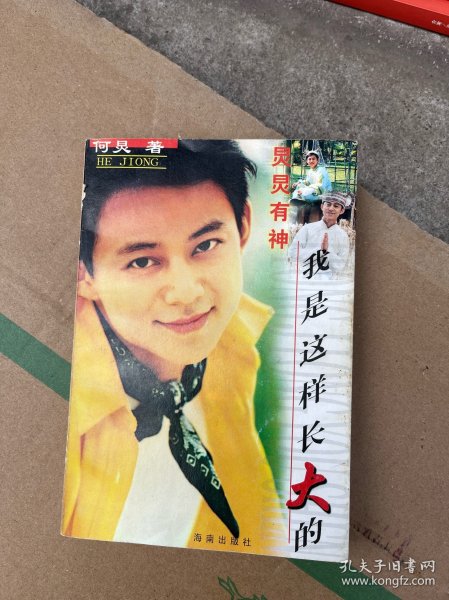 何炅 著
HE JIONG
炅炅有神
我是这样长大的
海南出版社
孔夫子旧书网
www.kongfz.com